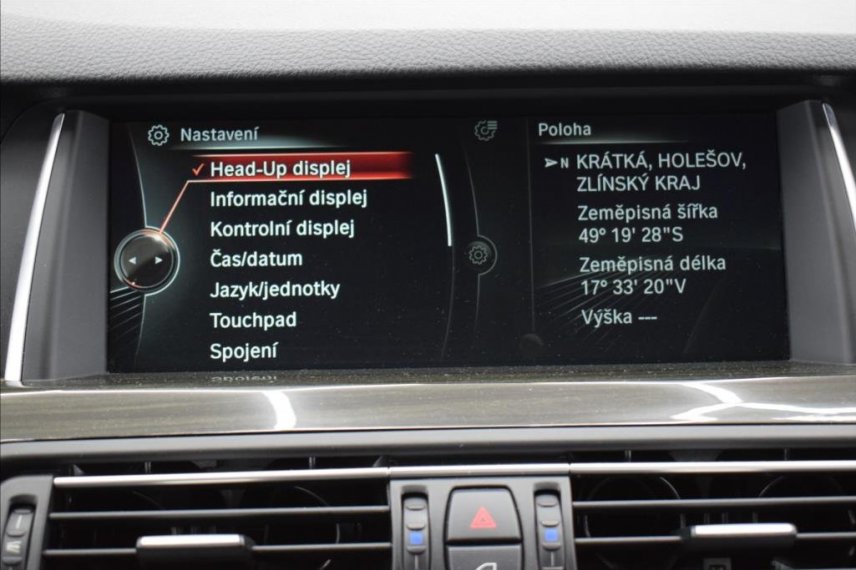 Nastavení
Head-Up displej
Informační displej
Kontrolní displej
Čas/datum
Jazyk/jednotky
Touchpad
Spojení
Poloha
N KRÁTKÁ, HOLEŠOV,
ZLÍNSKÝ KRAJ
Zeměpisná šířka
49° 19' 28"S
Zeměpisná délka
17° 33' 20"V
Výška ---